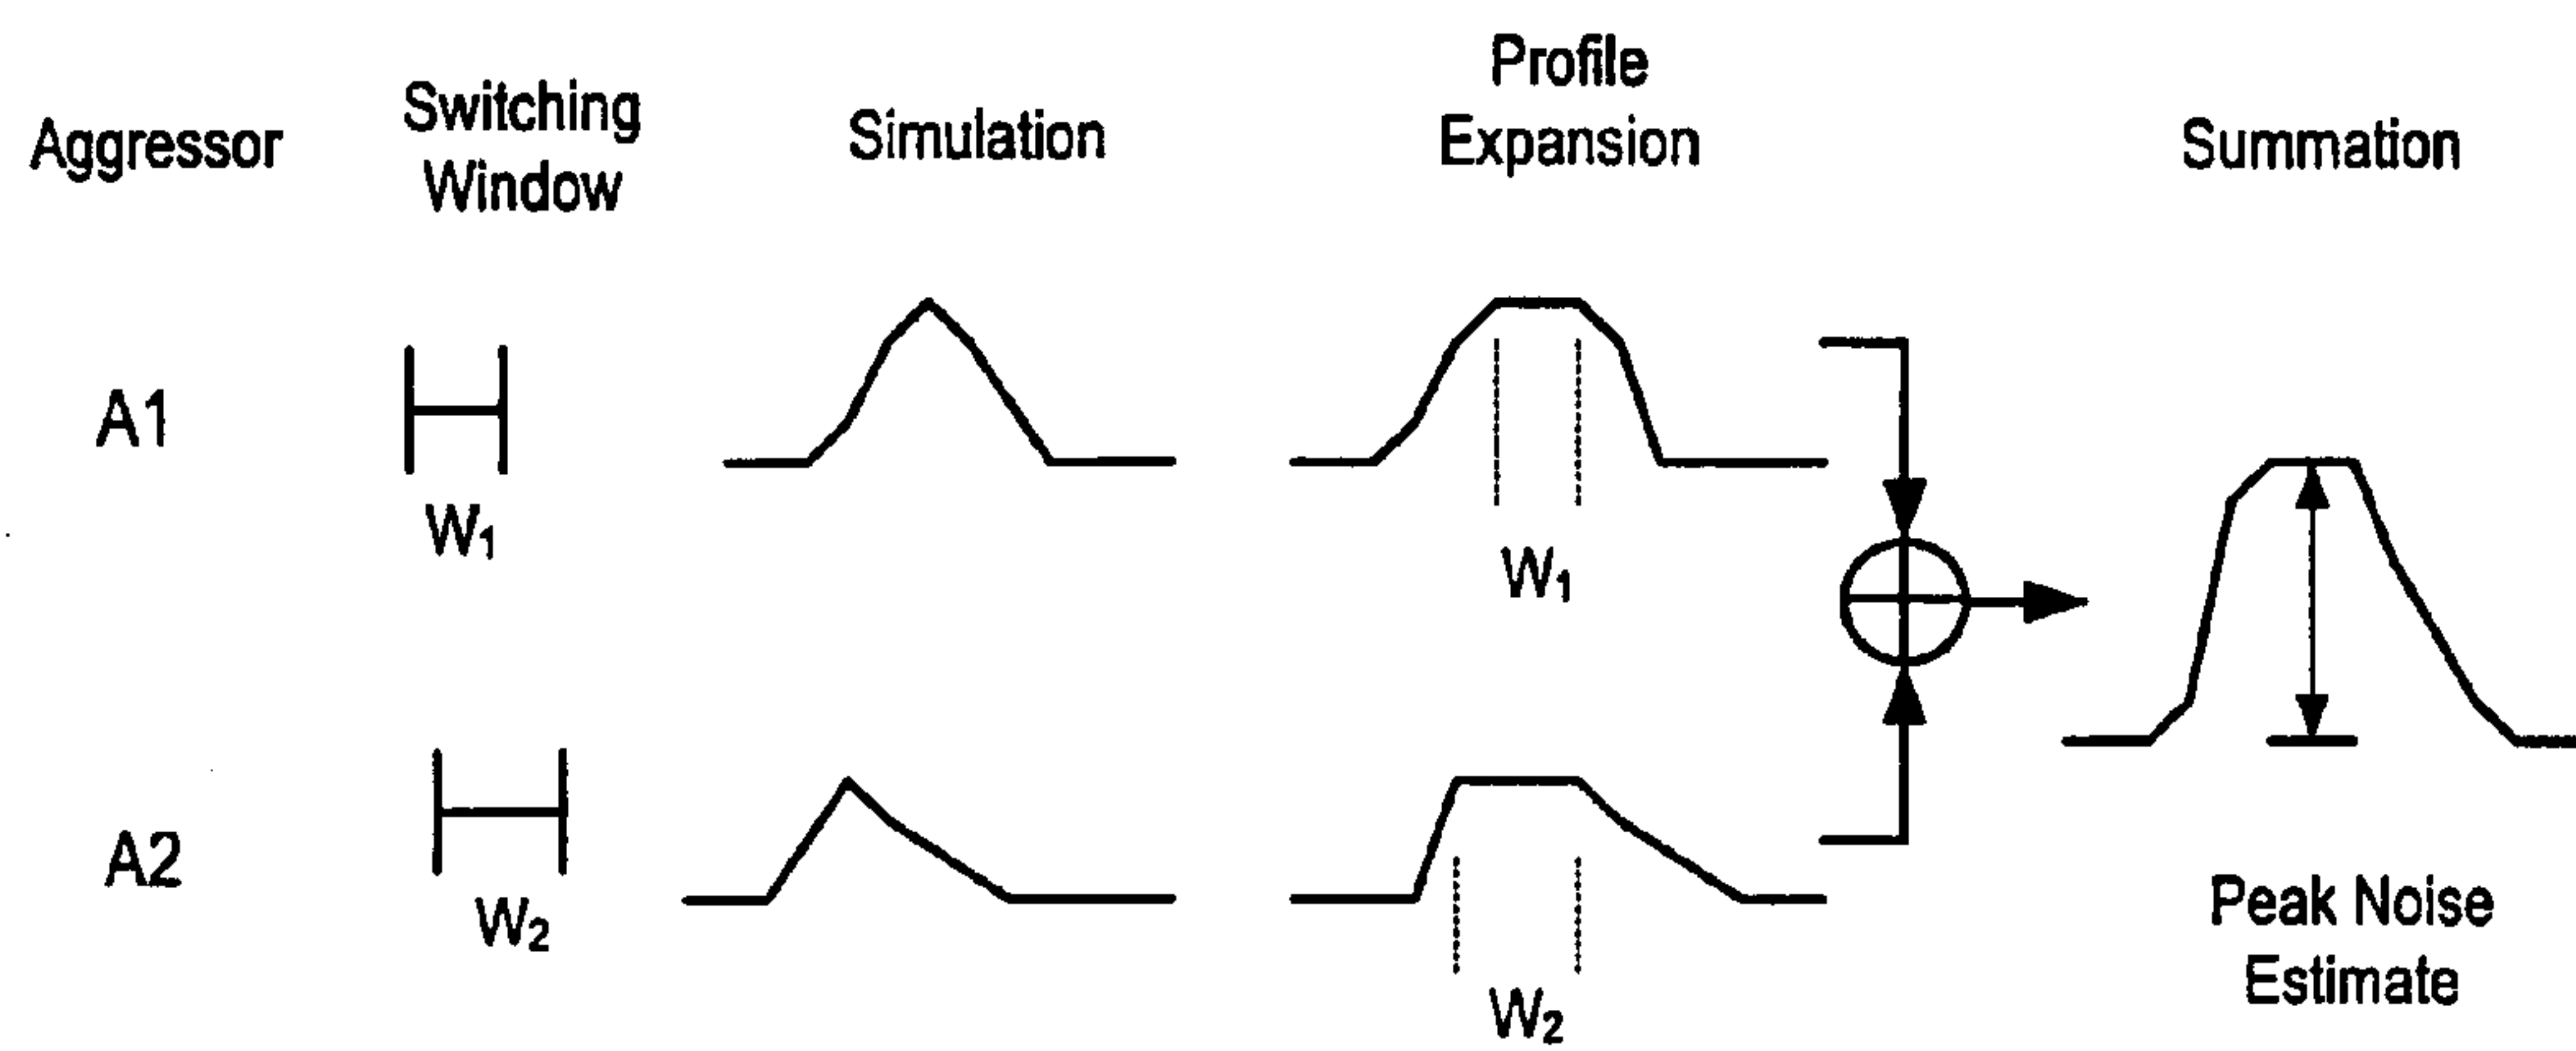 Aggressor
Switching
Window
Simulation
Profile
Expansion
Summation
A1
W₁
W₁
A2
W₂
W₂
Peak Noise
Estimate